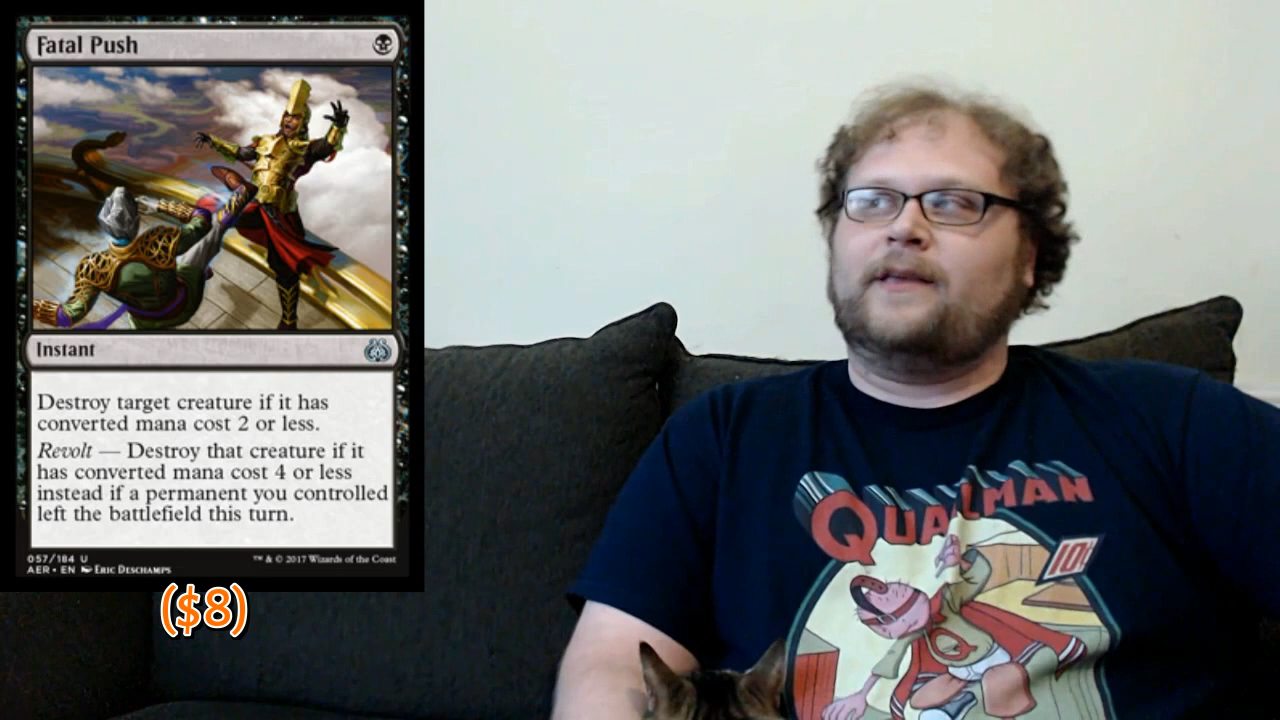 Fatal Push
Instant
Destroy target creature if it has
converted mana cost 2 or less.
Revolt — Destroy that creature if it
has converted mana cost 4 or less
instead if a permanent you controlled
left the battlefield this turn.
057/184 U
™ & © 2017 Wizards of the Coast
AER • EN Eric Deschamps
($8)
QUAILMAN
10¢
Q